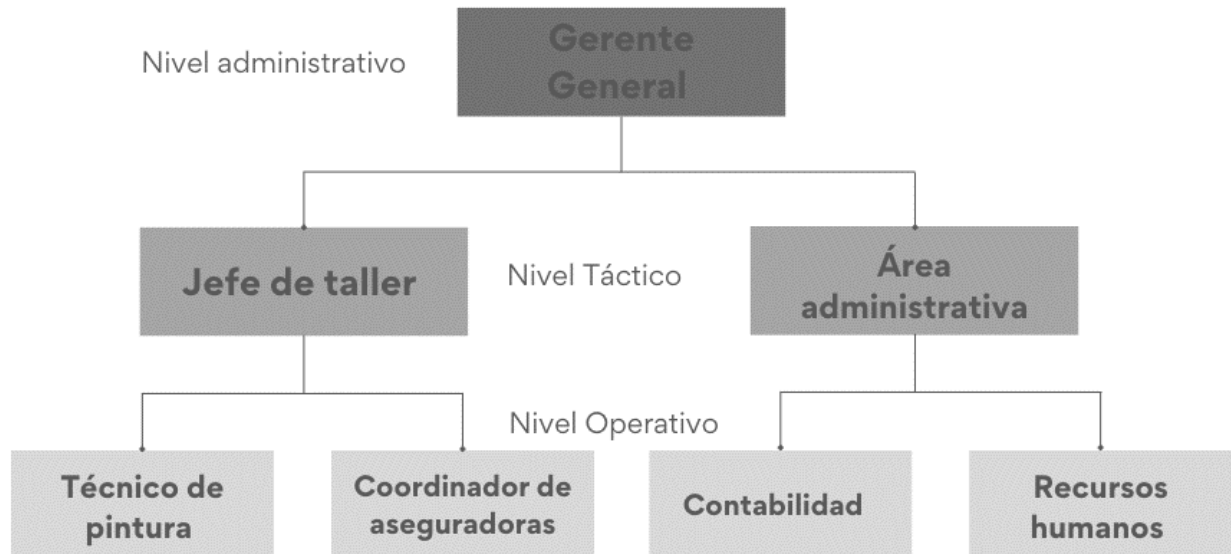 Nivel administrativo
Gerente
General
Jefe de taller
Nivel Táctico
Área
administrativa
Nivel Operativo
Técnico de
pintura
Coordinador de
aseguradoras
Contabilidad
Recursos
humanos